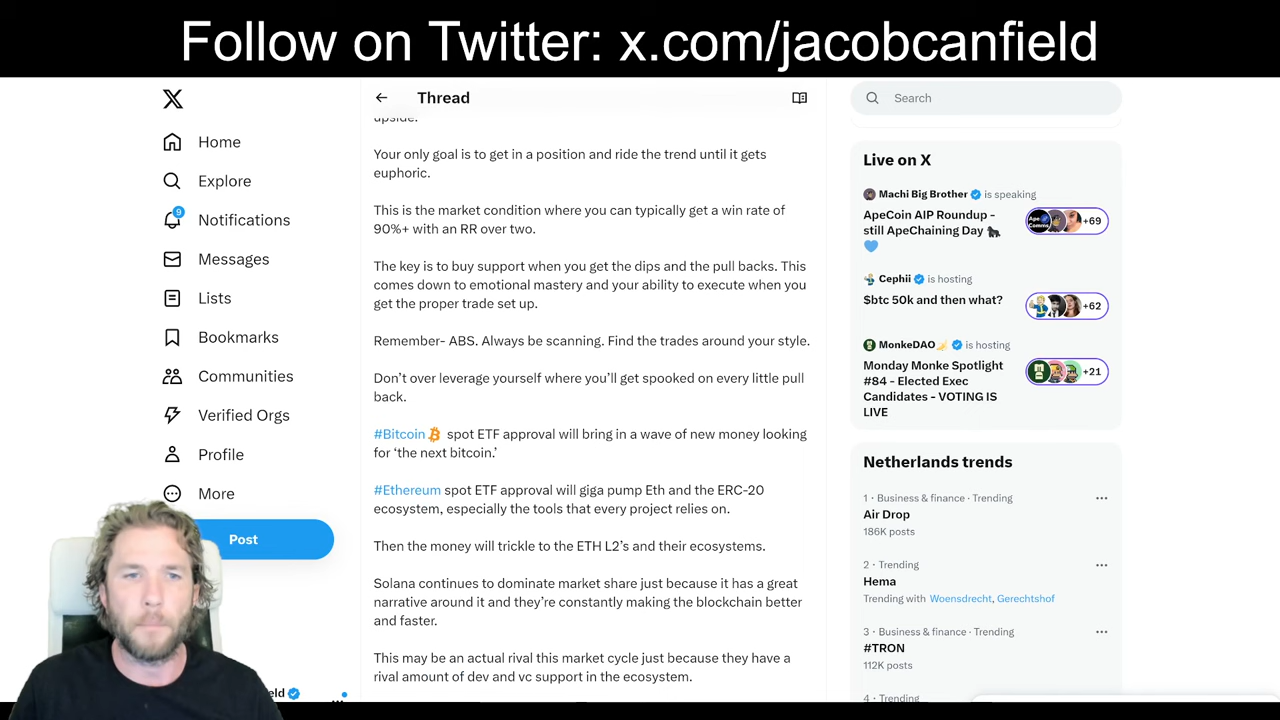 Follow on Twitter: x.com/jacobcanfield
Home
Explore
9
Notifications
Messages
Lists
Bookmarks
Communities
Verified Orgs
Profile
More
Post
eld
Thread
upside.
Your only goal is to get in a position and ride the trend until it gets
euphoric.
This is the market condition where you can typically get a win rate of
90%+ with an RR over two.
The key is to buy support when you get the dips and the pull backs. This
comes down to emotional mastery and your ability to execute when you
get the proper trade set up.
Remember- ABS. Always be scanning. Find the trades around your style.
Don’t over leverage yourself where you’ll get spooked on every little pull
back.
#Bitcoin spot ETF approval will bring in a wave of new money looking
for ‘the next bitcoin.’
#Ethereum spot ETF approval will giga pump Eth and the ERC-20
ecosystem, especially the tools that every project relies on.
Then the money will trickle to the ETH L2’s and their ecosystems.
Solana continues to dominate market share just because it has a great
narrative around it and they’re constantly making the blockchain better
and faster.
This may be an actual rival this market cycle just because they have a
rival amount of dev and vc support in the ecosystem.
Search
Live on X
Machi Big Brother is speaking
ApeCoin AIP Roundup -
still ApeChaining Day 🦍
💙
+69
Cephii is hosting
$btc 50k and then what?
+62
MonkeDAO🍌 is hosting
Monday Monke Spotlight
#84 - Elected Exec
Candidates - VOTING IS
LIVE
+21
Netherlands trends
1 · Business & finance · Trending
Air Drop
186K posts
2 · Trending
Hema
Trending with Woensdrecht, Gerechtshof
3 · Business & finance · Trending
#TRON
112K posts
4 · Trending